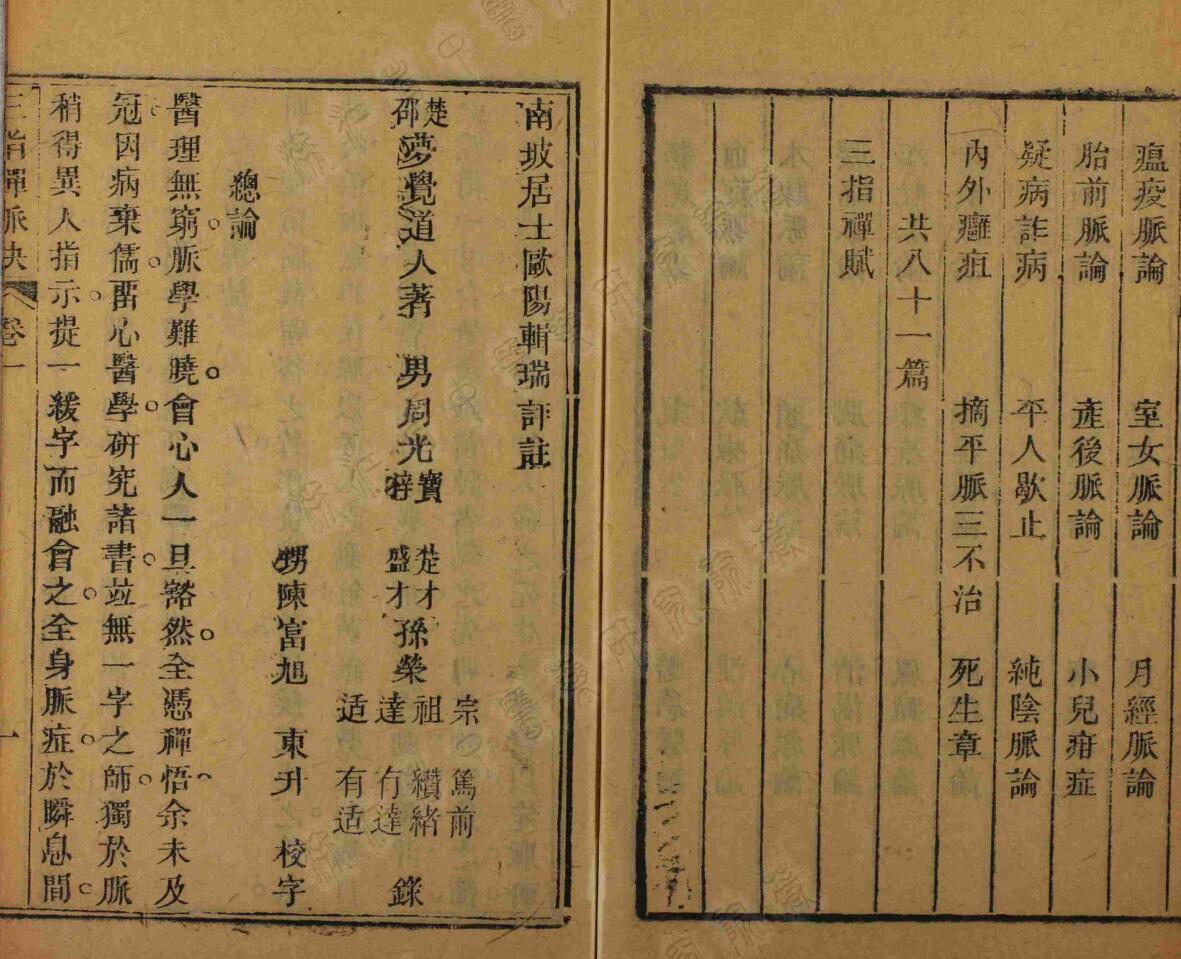 瘟疫脈論 室女脈論 月經脈論
胎前脈論 產後脈論 小兒疳症
疑病詐病 平人歇止 純陰脈論
內外癰疽 摘平脈三不治 死生章
共八十一篇
三指禪賦
南坡居士歐陽輯瑞評註
楚邵夢覺道人著 男周光寶梓 楚才盛才孫榮 宗祖達适 篤前纘緒行達有适 錄
甥陳富旭東升校字
總論
醫理無窮。脈學難曉。會心人一旦豁然。全憑禪悟。余未及
冠因病棄儒。畱心醫學。研究諸書。竝無一字之師。獨於脈
稍得異人指示。提一緩字而融會之。全身脈症。於瞬息間。
三指禪脈決 卷一 一